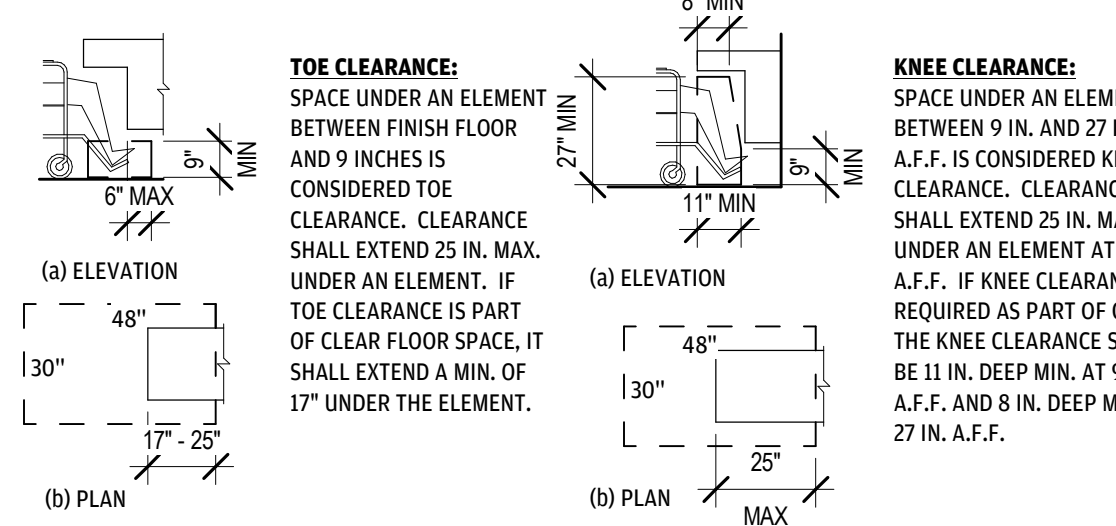 TOE CLEARANCE:
SPACE UNDER AN ELEMENT
BETWEEN FINISH FLOOR
AND 9 INCHES IS
CONSIDERED TOE
CLEARANCE. CLEARANCE
SHALL EXTEND 25 IN. MAX.
UNDER AN ELEMENT. IF
TOE CLEARANCE IS PART
OF CLEAR FLOOR SPACE, IT
SHALL EXTEND A MIN. OF
17" UNDER THE ELEMENT.
9"
MIN
6" MAX
(a) ELEVATION
48"
30"
17" - 25"
(b) PLAN
8" MIN
27" MIN
9"
MIN
11" MIN
(a) ELEVATION
48"
30"
25"
MAX
(b) PLAN
KNEE CLEARANCE:
SPACE UNDER AN
BETWEEN 9 IN. AND 27
A.F.F. IS CONSIDERED
CLEARANCE.
SHALL EXTEND 25 IN.
UNDER AN ELEMENT AT
A.F.F. IF KNEE
REQUIRED AS PART OF
THE KNEE CLEARANCE
BE 11 IN. DEEP MIN. AT
A.F.F. AND 8 IN. DEEP
27 IN. A.F.F.